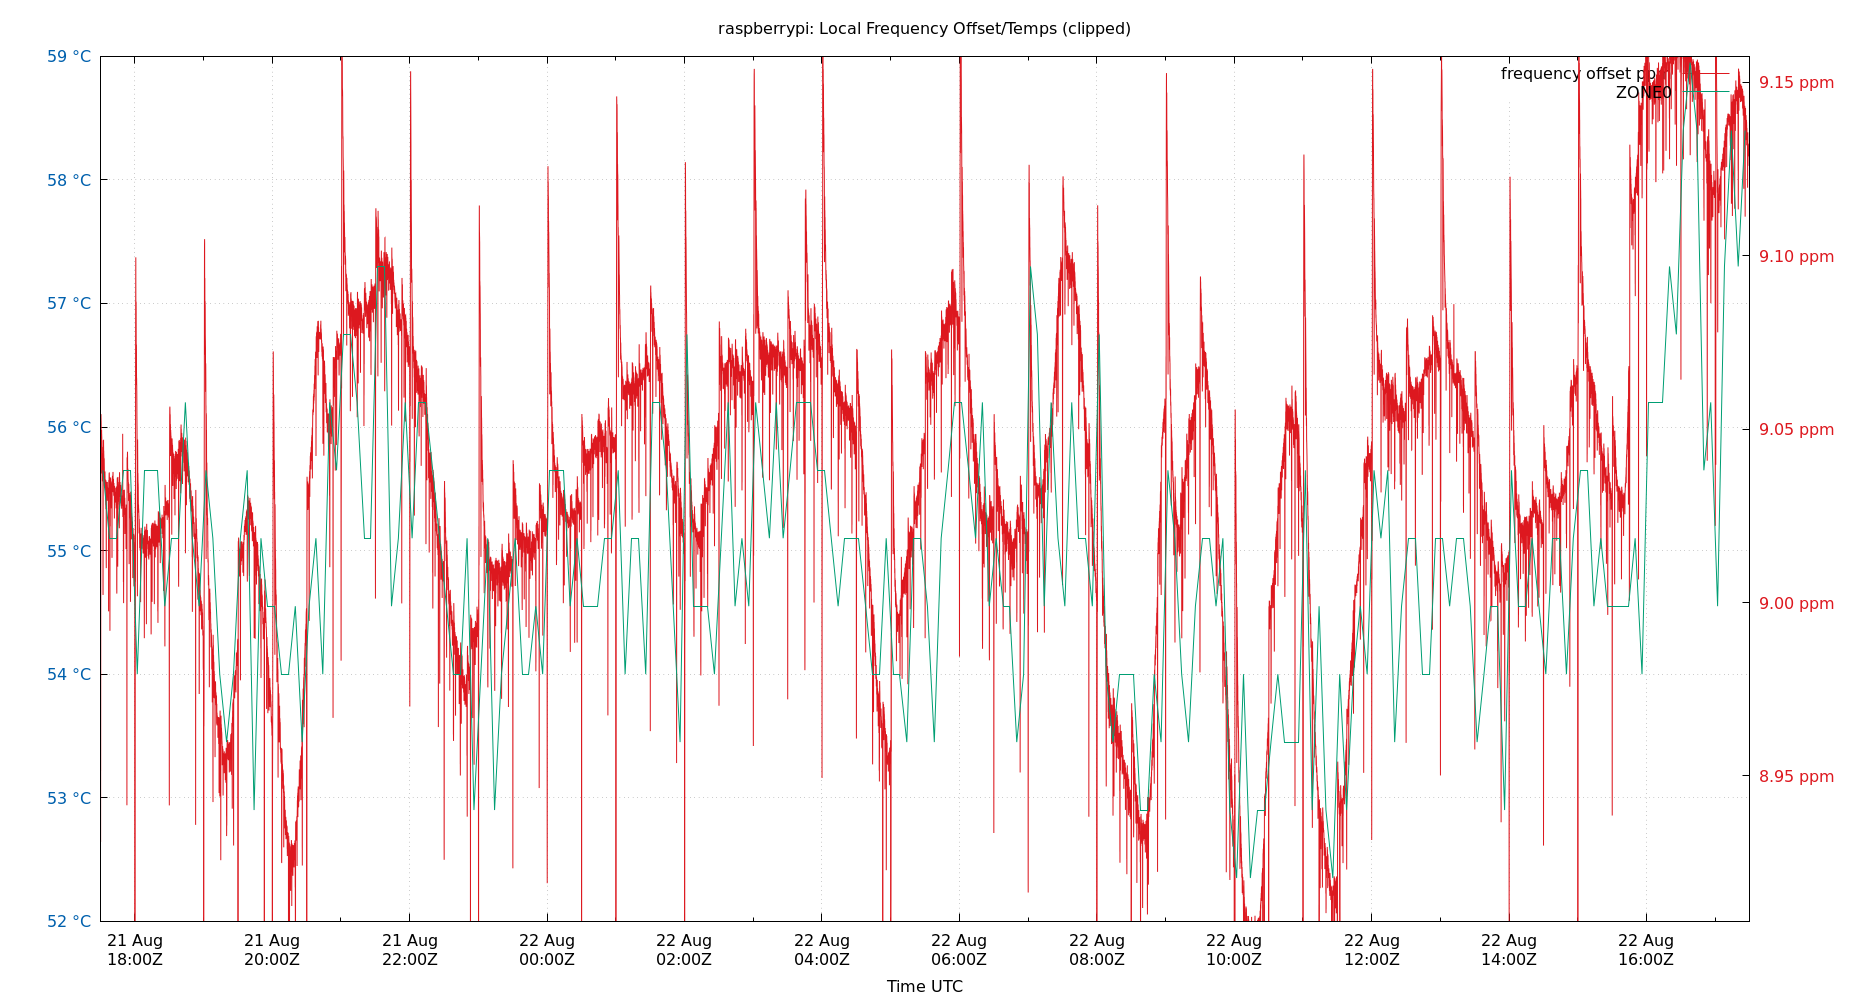 raspberrypi: Local Frequency Offset/Temps (clipped)
59 °C
58 °C
57 °C
56 °C
55 °C
54 °C
53 °C
52 °C
frequency offset pp
ZONE0
9.15 ppm
9.10 ppm
9.05 ppm
9.00 ppm
8.95 ppm
21 Aug 21 Aug 21 Aug 22 Aug 22 Aug 22 Aug 22 Aug 22 Aug 22 Aug 22 Aug 22 Aug 22 Aug
18:00Z 20:00Z 22:00Z 00:00Z 02:00Z 04:00Z 06:00Z 08:00Z 10:00Z 12:00Z 14:00Z 16:00Z
Time UTC